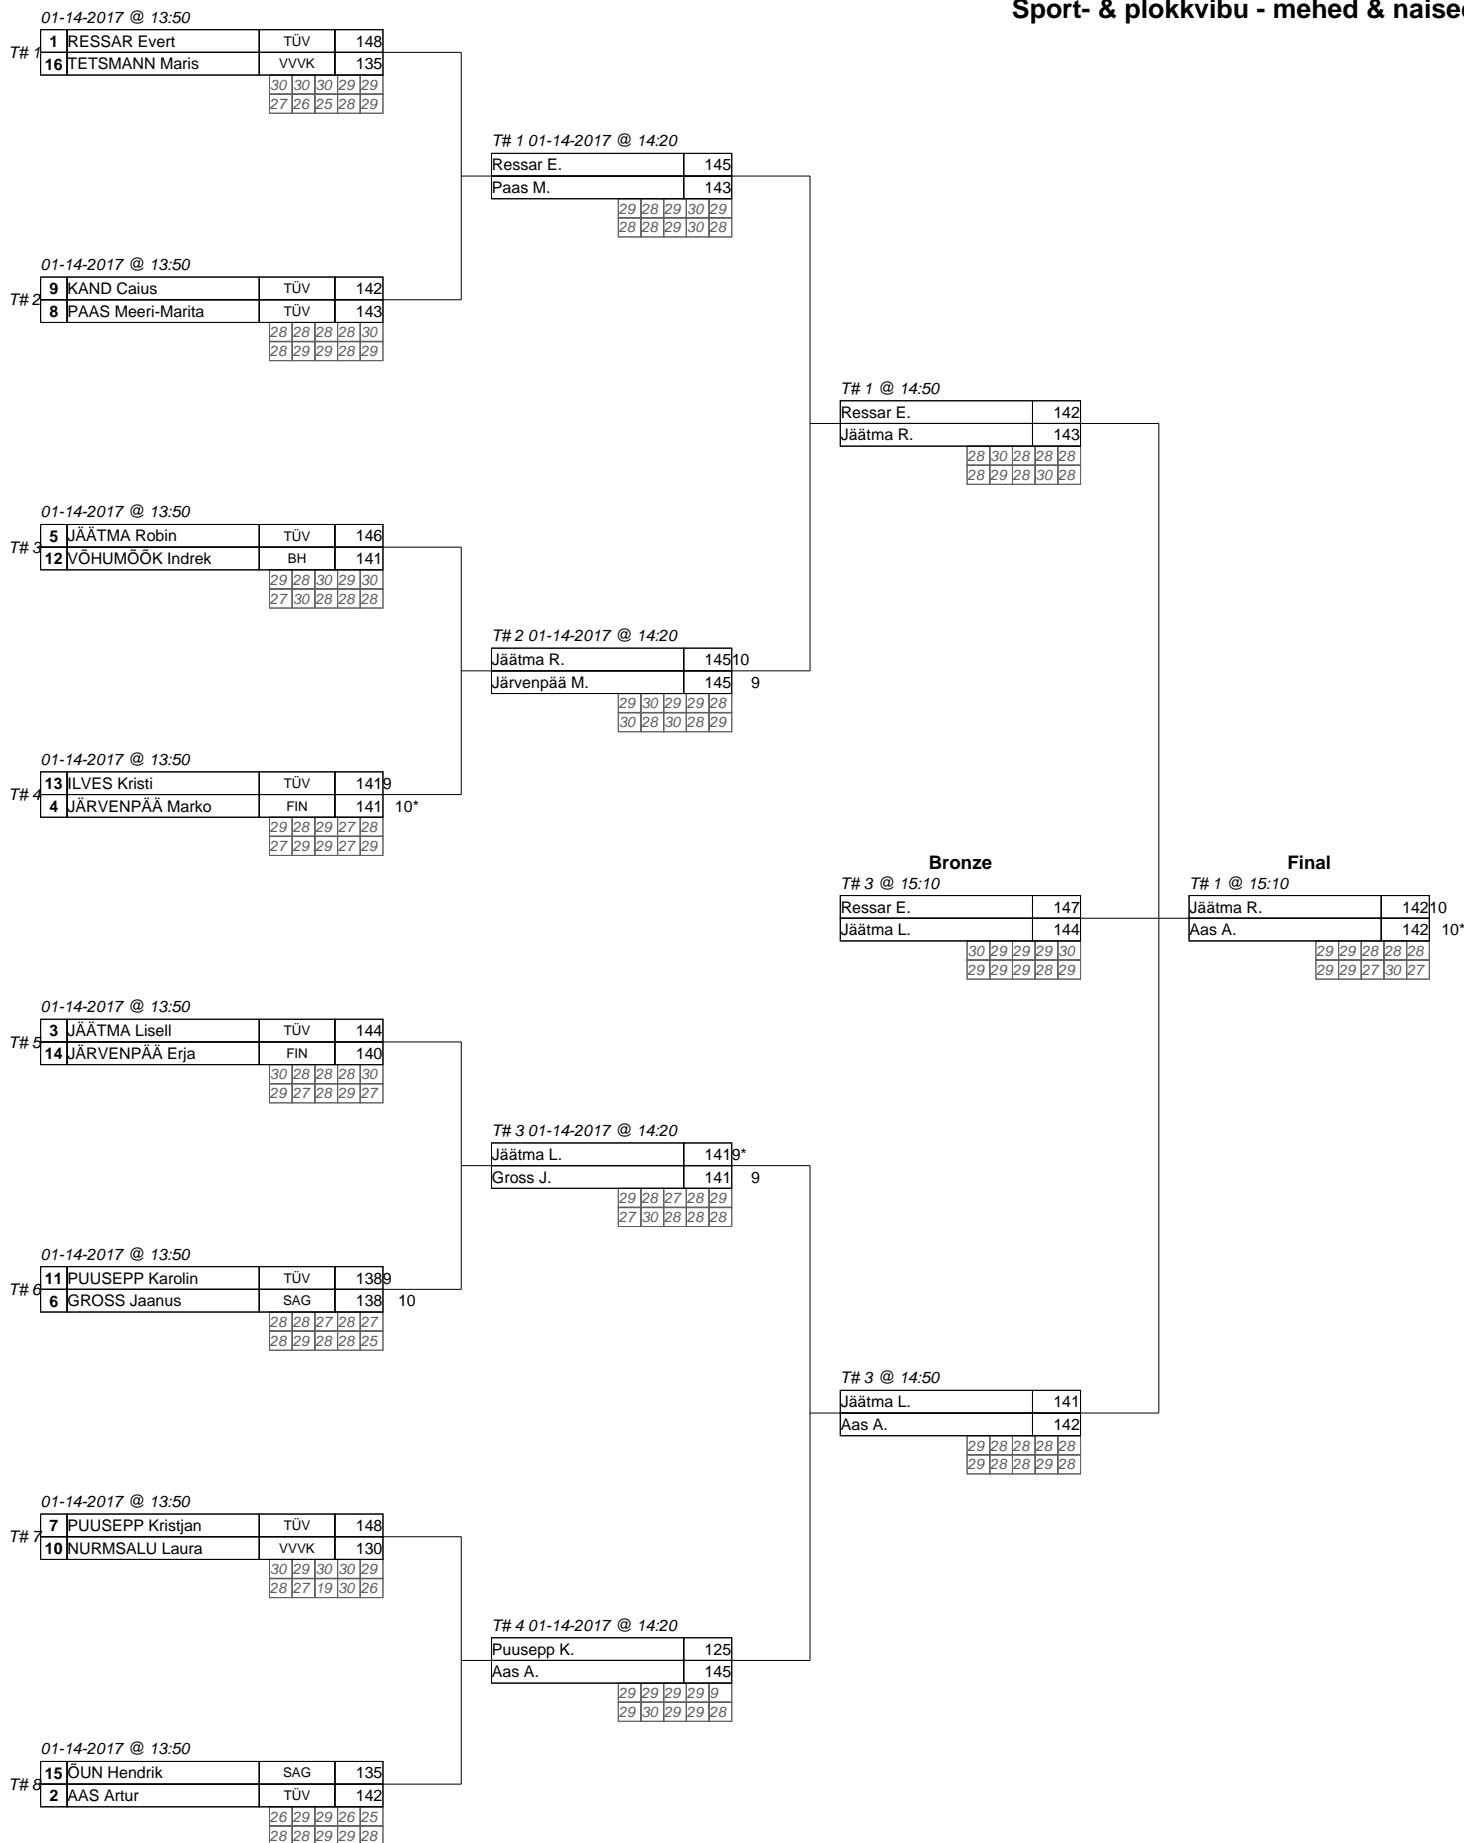 Sport- & plokkvibu - mehed & naised
01-14-2017 @ 13:50
T# 1
1 RESSAR Evert TÜV 148
16 TETSMANN Maris VVVK 135
30 30 30 29 29
27 26 25 28 29
T# 1 01-14-2017 @ 14:20
Ressar E. 145
Paas M. 143
29 28 29 30 29
28 28 29 30 28
01-14-2017 @ 13:50
T# 2
9 KAND Caius TÜV 142
8 PAAS Meeri-Marita TÜV 143
28 28 28 28 30
28 29 29 28 29
T# 1 @ 14:50
Ressar E. 142
Jäätma R. 143
28 30 28 28 28
28 29 28 30 28
01-14-2017 @ 13:50
T# 3
5 JÄÄTMA Robin TÜV 146
12 VÕHUMÕÕK Indrek BH 141
29 28 30 29 30
27 30 28 28 28
T# 2 01-14-2017 @ 14:20
Jäätma R. 145 10
Järvenpää M. 145 9
29 30 29 29 28
30 28 30 28 29
01-14-2017 @ 13:50
T# 4
13 ILVES Kristi TÜV 141 9
4 JÄRVENPÄÄ Marko FIN 141 10*
29 28 29 27 28
27 29 29 27 29
Bronze
T# 3 @ 15:10
Ressar E. 147
Jäätma L. 144
30 29 29 29 30
29 29 29 28 29
Final
T# 1 @ 15:10
Jäätma R. 142 10
Aas A. 142 10*
29 29 28 28 28
29 29 27 30 27
01-14-2017 @ 13:50
T# 5
3 JÄÄTMA Lisell TÜV 144
14 JÄRVENPÄÄ Erja FIN 140
30 28 28 28 30
29 27 28 29 27
T# 3 01-14-2017 @ 14:20
Jäätma L. 141 9*
Gross J. 141 9
29 28 27 28 29
27 30 28 28 28
01-14-2017 @ 13:50
T# 6
11 PUUSEPP Karolin TÜV 138 9
6 GROSS Jaanus SAG 138 10
28 28 27 28 27
28 29 28 28 25
T# 3 @ 14:50
Jäätma L. 141
Aas A. 142
29 28 28 28 28
29 28 28 29 28
01-14-2017 @ 13:50
T# 7
7 PUUSEPP Kristjan TÜV 148
10 NURMSALU Laura VVVK 130
30 29 30 30 29
28 27 19 30 26
T# 4 01-14-2017 @ 14:20
Puusepp K. 125
Aas A. 145
29 29 29 29 9
29 30 29 29 28
01-14-2017 @ 13:50
T# 8
15 ÕUN Hendrik SAG 135
2 AAS Artur TÜV 142
26 29 29 26 25
28 28 29 29 28